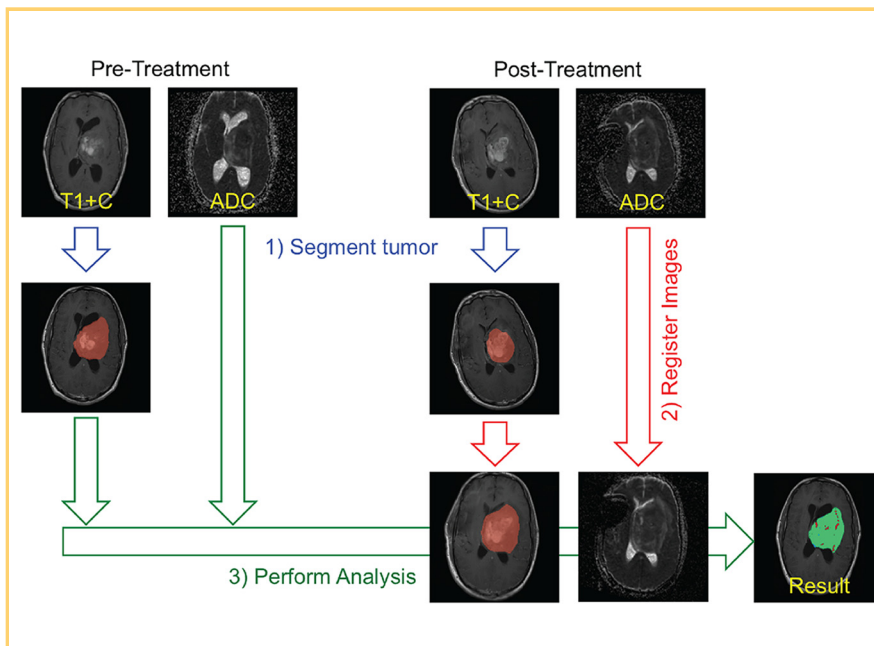 Pre-Treatment
Post-Treatment
T1+C
ADC
T1+C
ADC
1) Segment tumor
2) Register Images
3) Perform Analysis
Result